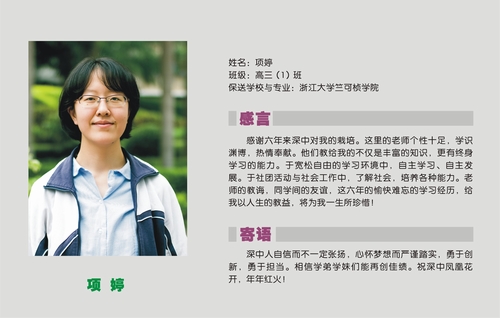 姓名：项婷
班级：高三（1）班
保送学校与专业：浙江大学竺可桢学院
感言
感谢六年来深中对我的栽培。这里的老师个性十足，学识
渊博，热情奉献。他们教给我的不仅是丰富的知识，更有终身
学习的能力。于宽松自由的学习环境中，自主学习、自主发
展。于社团活动与社会工作中，了解社会，培养各种能力。老
师的教诲，同学间的友谊，这六年的愉快难忘的学习经历，给
我以人生的教益，将为我一生所珍惜！
寄语
深中人自信而不一定张扬，心怀梦想而严谨踏实，勇于创
新，勇于担当。相信学弟学妹们能再创佳绩。祝深中凤凰花
开，年年红火！
项 婷